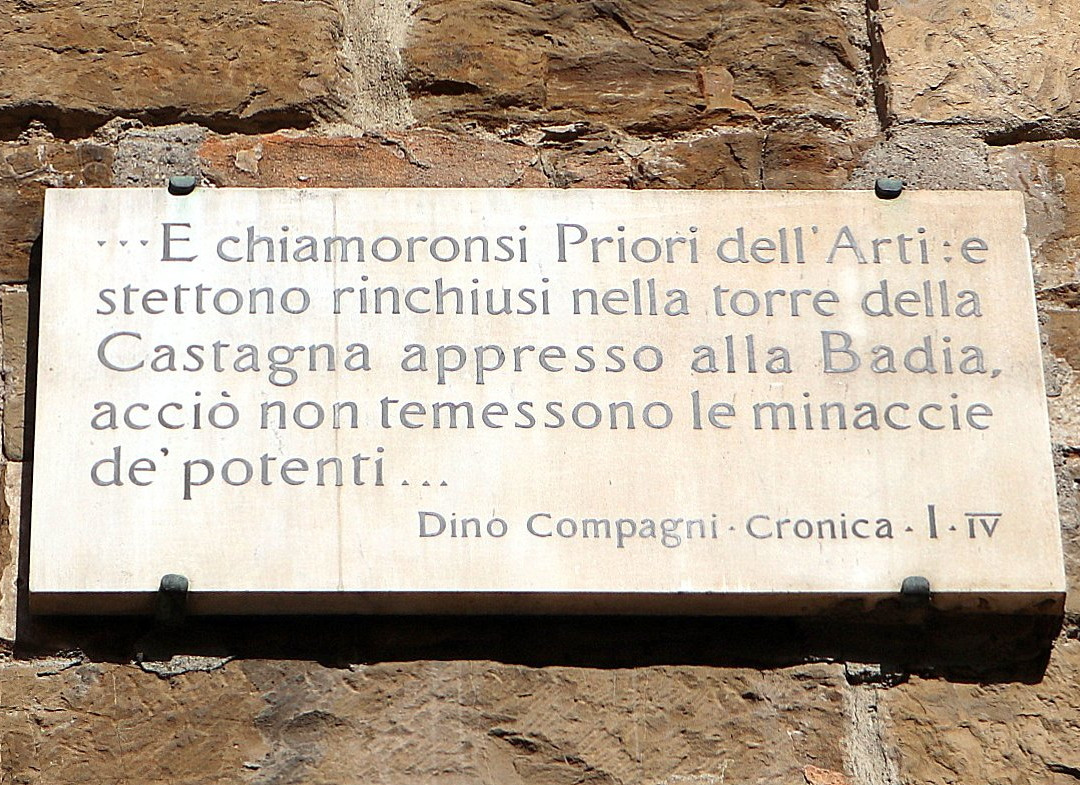 ...E chiamoronsi Priori dell'Arti: e
stettono rinchiusi nella torre della
Castagna appresso alla Badia,
acciò non temessono le minaccie
de' potenti...
Dino Compagni · Cronica · I · IV